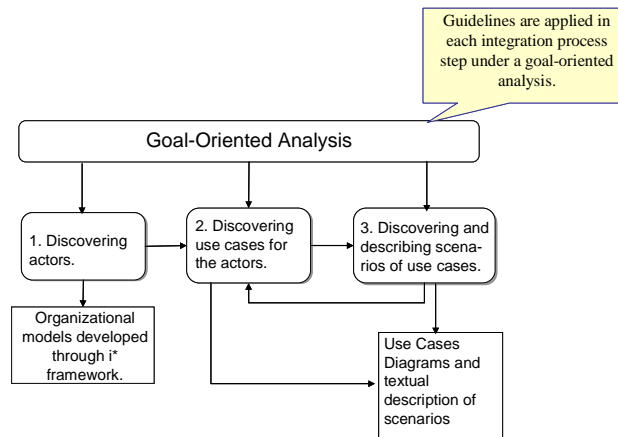 Guidelines are applied in
each integration process
step under a goal-oriented
analysis.
Goal-Oriented Analysis
1. Discovering
actors.
2. Discovering
use cases for
the actors.
3. Discovering and
describing scena-
rios of use cases.
Organizational
models developed
through i*
framework.
Use Cases
Diagrams and
textual
description of
scenarios